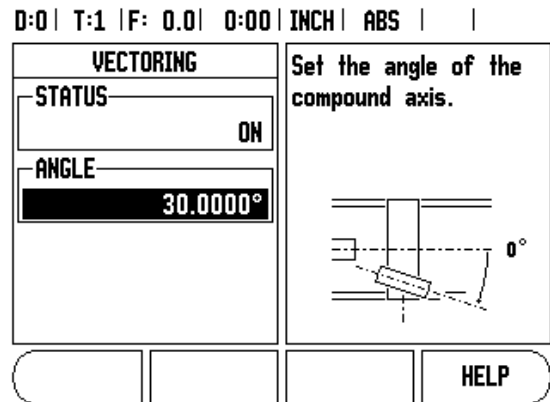 D:0| T:1 |F: 0.0| 0:00|INCH| ABS | |
VECTORING
STATUS
ON
ANGLE
30.0000°
Set the angle of the
compound axis.
0°
HELP